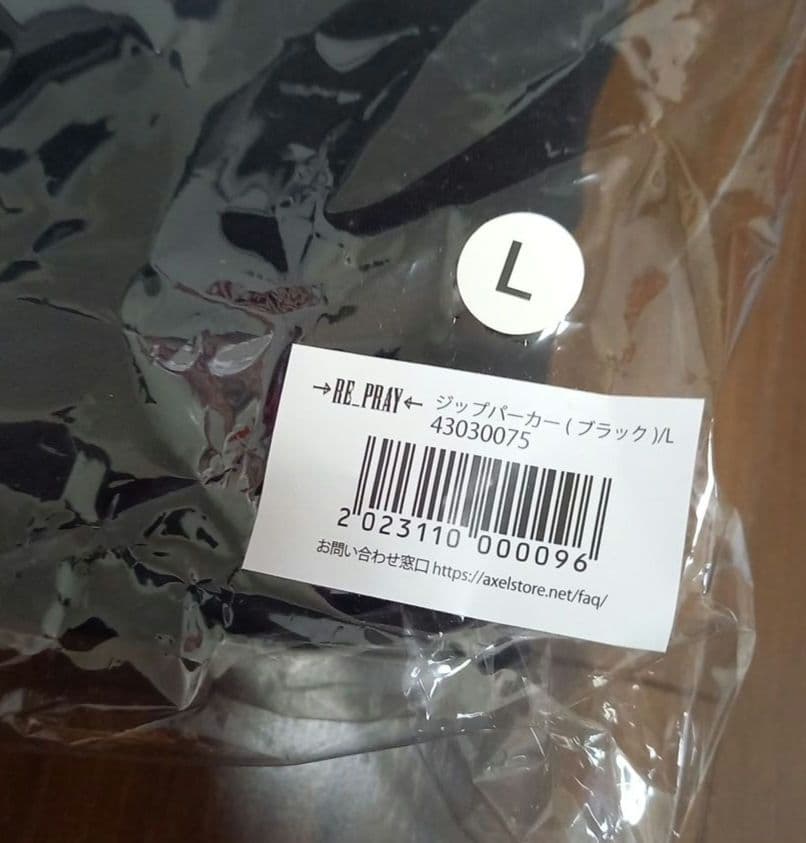 L
→RE_PRAY← ジップパーカー ( ブラック )/L
43030075
2 023110 000096
お問い合わせ窓口 https://axelstore.net/faq/